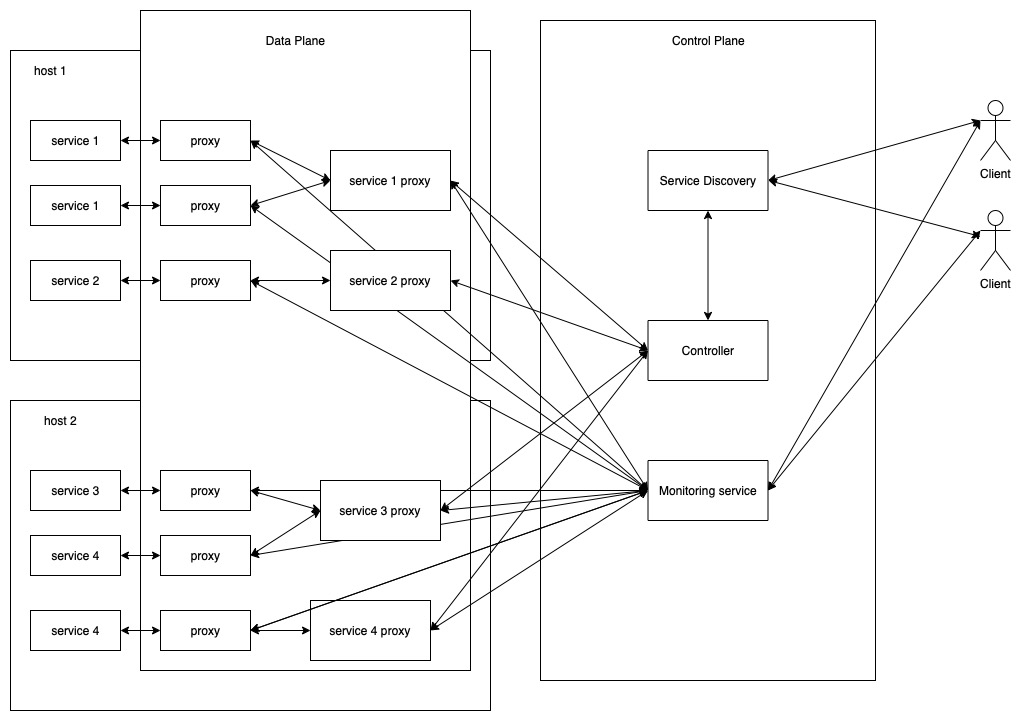 Data Plane
Control Plane
host 1
service 1
proxy
service 1 proxy
Service Discovery
Client
service 1
proxy
service 2
proxy
service 2 proxy
Client
Controller
host 2
service 3
proxy
service 3 proxy
Monitoring service
service 4
proxy
service 4
proxy
service 4 proxy